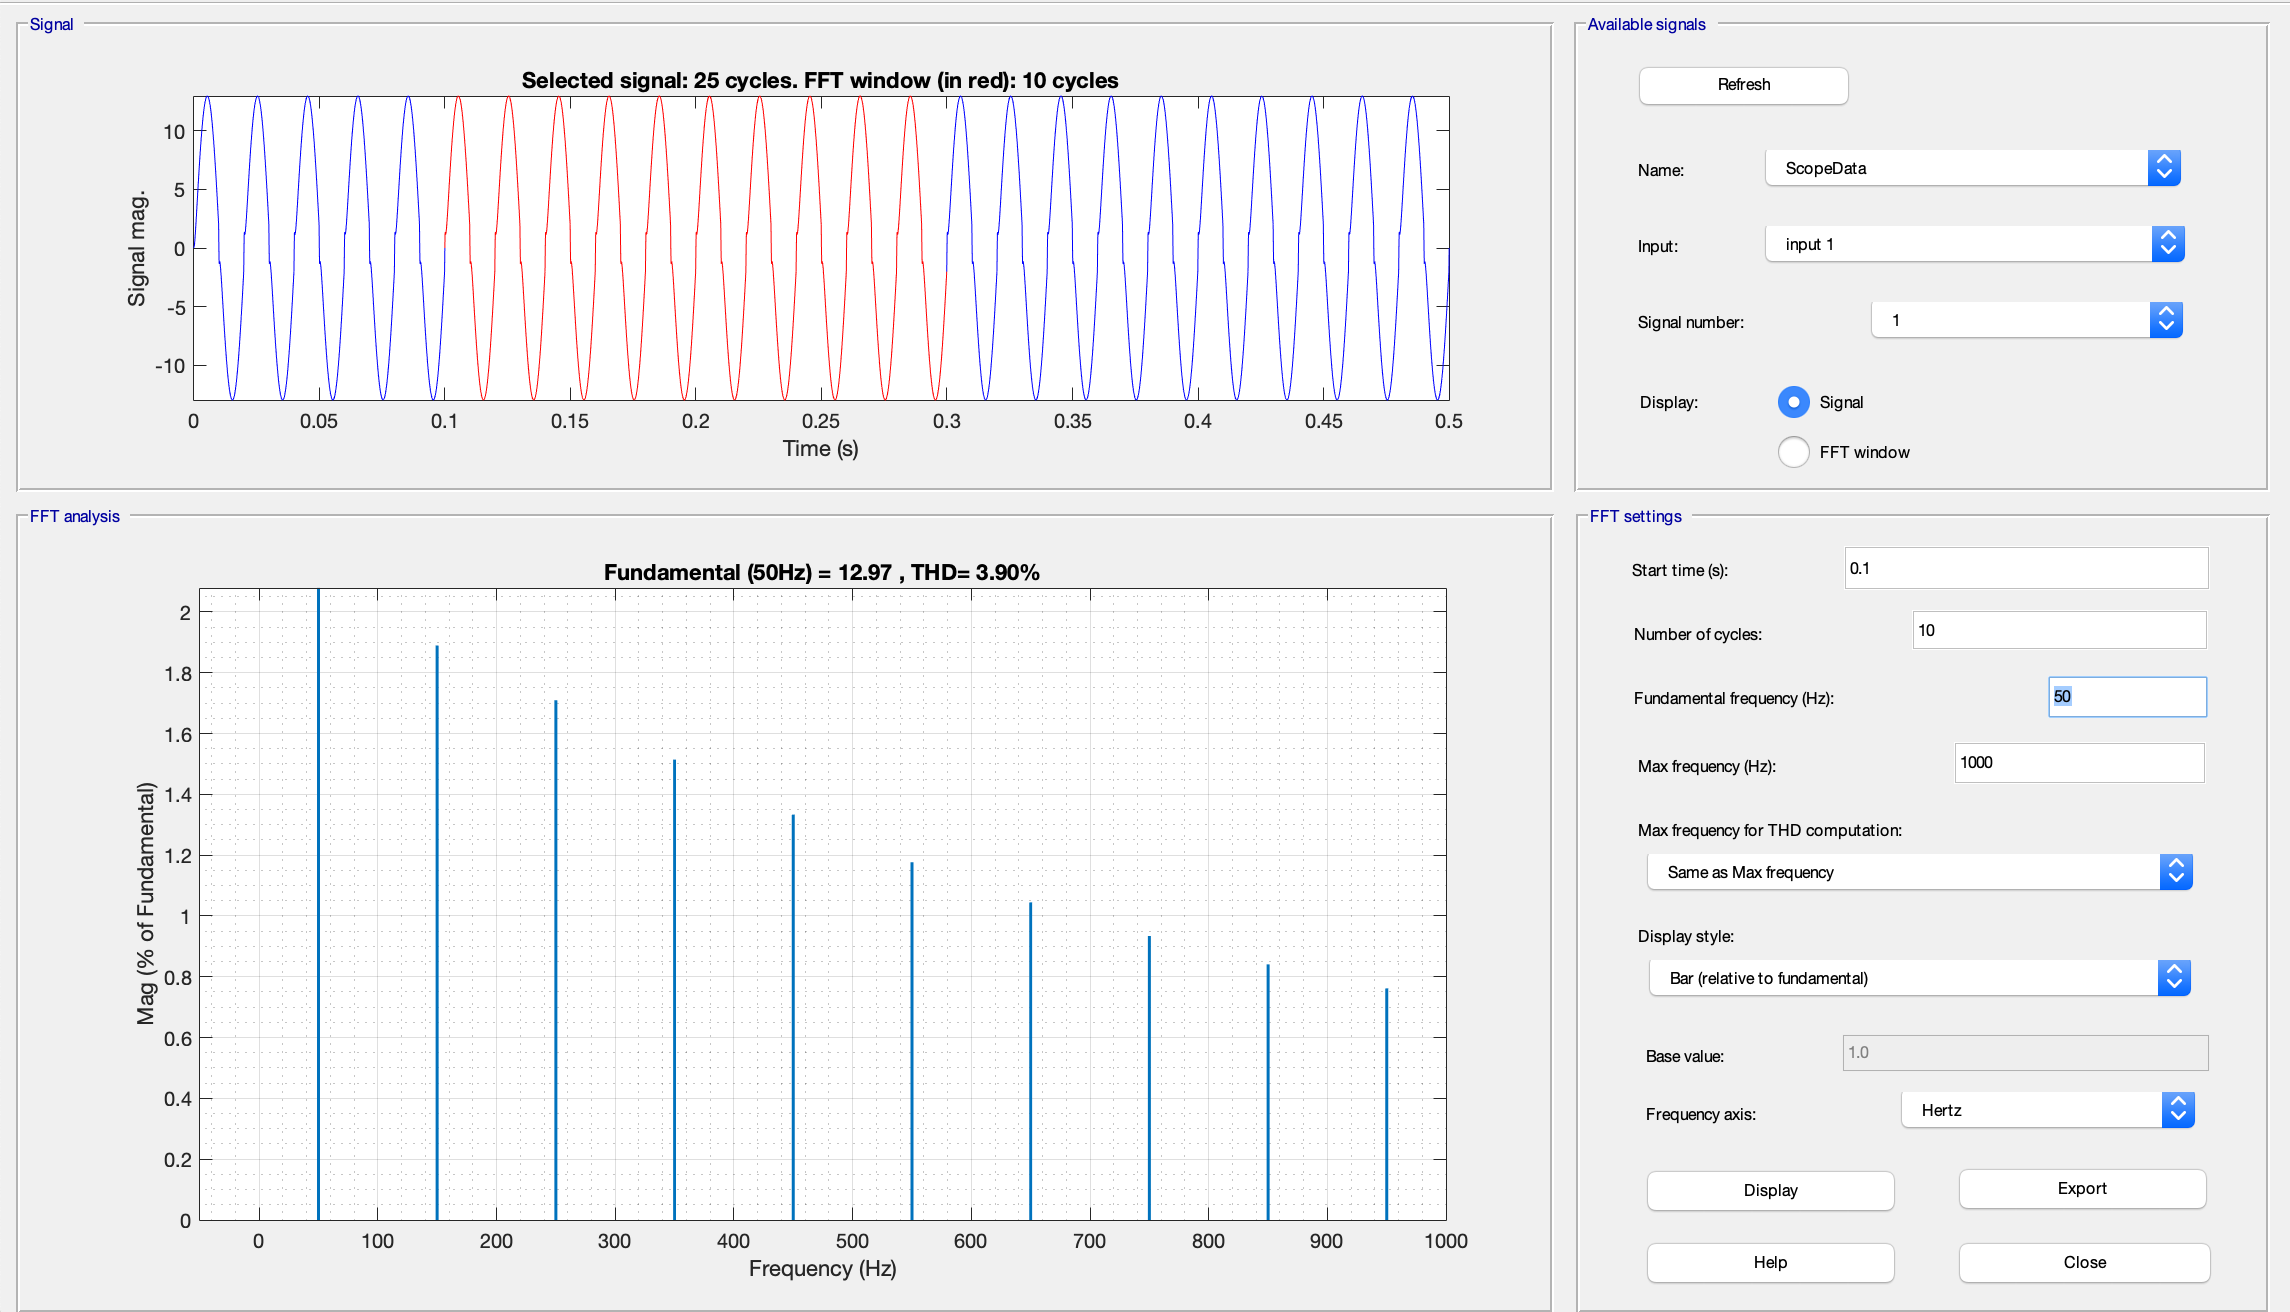 Signal
Selected signal: 25 cycles. FFT window (in red): 10 cycles
Signal mag.
10
5
0
-5
-10
0 0.05 0.1 0.15 0.2 0.25 0.3 0.35 0.4 0.45 0.5
Time (s)
Available signals
Refresh
Name: ScopeData
Input: input 1
Signal number: 1
Display: Signal
FFT window
FFT analysis
Fundamental (50Hz) = 12.97 , THD= 3.90%
Mag (% of Fundamental)
2
1.8
1.6
1.4
1.2
1
0.8
0.6
0.4
0.2
0
0 100 200 300 400 500 600 700 800 900 1000
Frequency (Hz)
FFT settings
Start time (s): 0.1
Number of cycles: 10
Fundamental frequency (Hz): 50
Max frequency (Hz): 1000
Max frequency for THD computation:
Same as Max frequency
Display style:
Bar (relative to fundamental)
Base value: 1.0
Frequency axis: Hertz
Display Export
Help Close